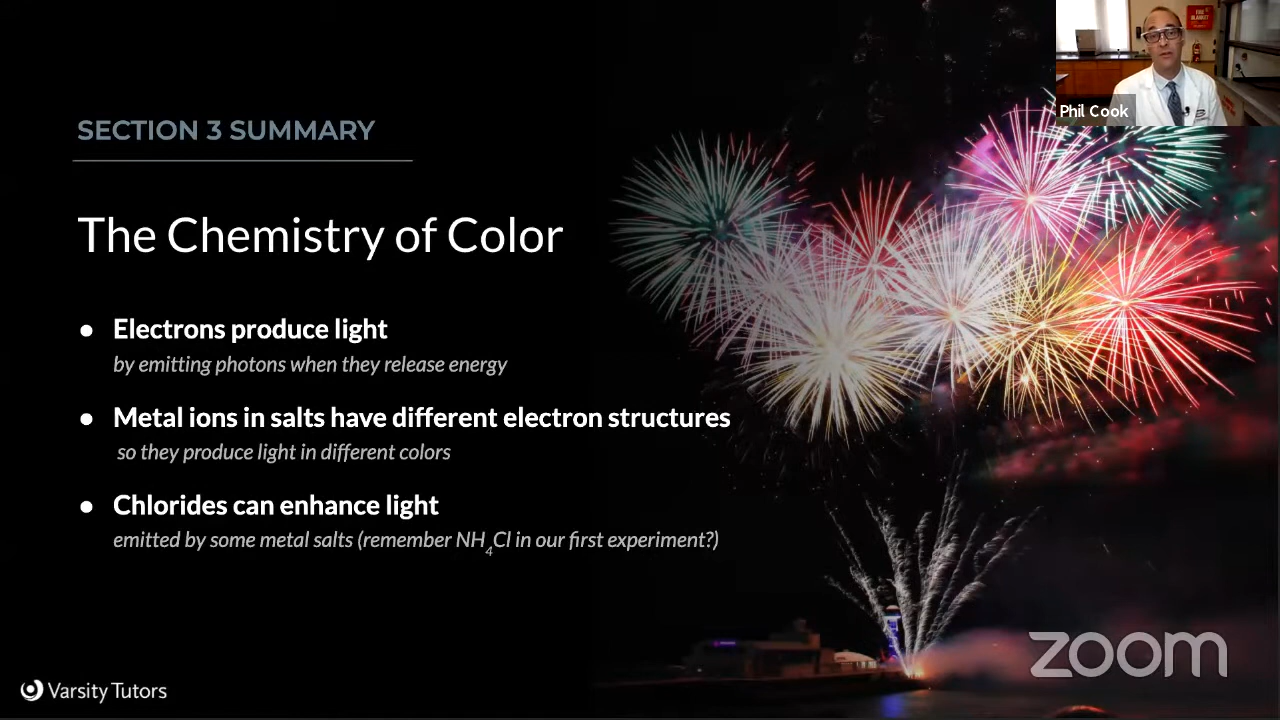 FIRE
BLANKET
Phil Cook
SECTION 3 SUMMARY
The Chemistry of Color
● Electrons produce light
by emitting photons when they release energy
● Metal ions in salts have different electron structures
so they produce light in different colors
● Chlorides can enhance light
emitted by some metal salts (remember NH4Cl in our first experiment?)
zoom
Varsity Tutors